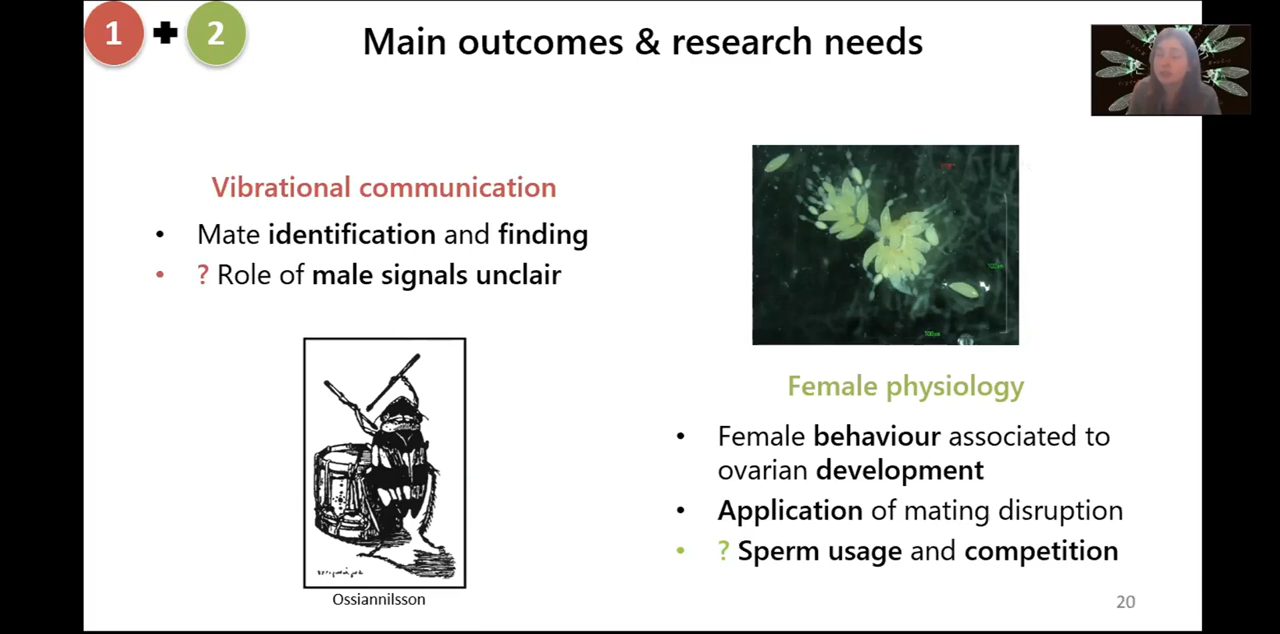 1 + 2
Main outcomes & research needs
Vibrational communication
• Mate identification and finding
• ? Role of male signals unclair
Ossiannilsson
Female physiology
• Female behaviour associated to
ovarian development
• Application of mating disruption
• ? Sperm usage and competition
20